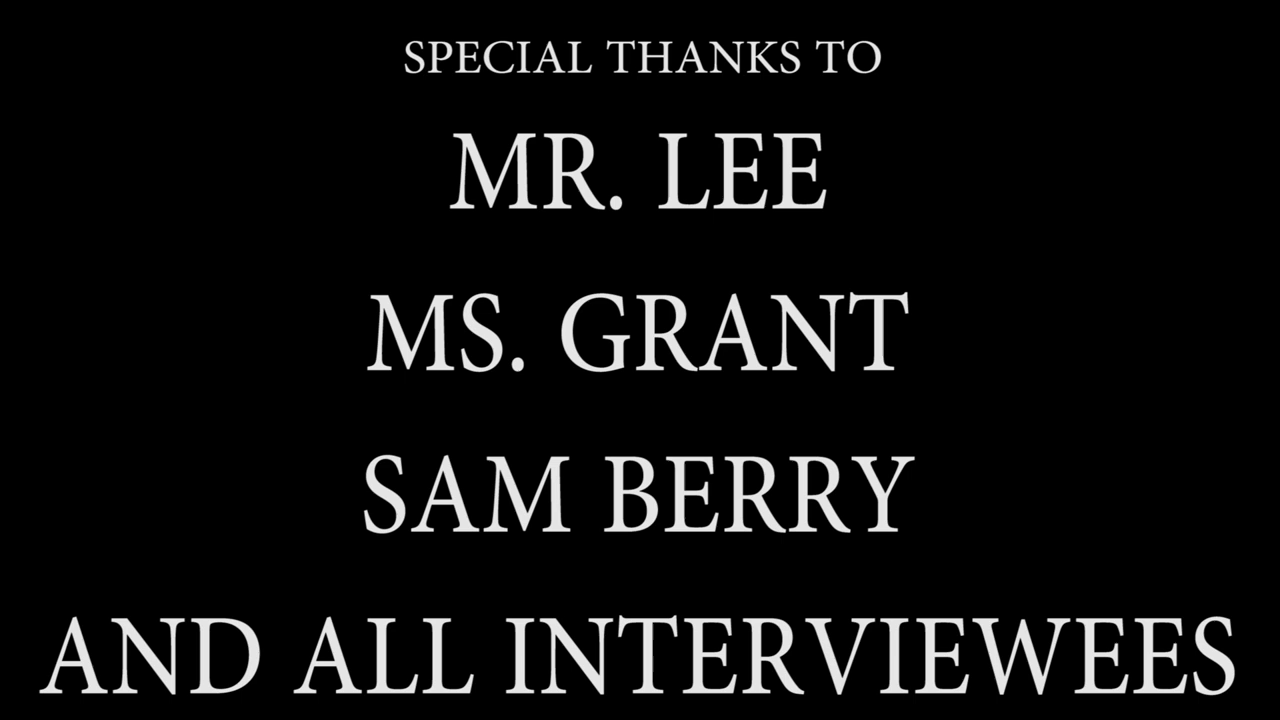 SPECIAL THANKS TO
MR. LEE
MS. GRANT
SAM BERRY
AND ALL INTERVIEWEES